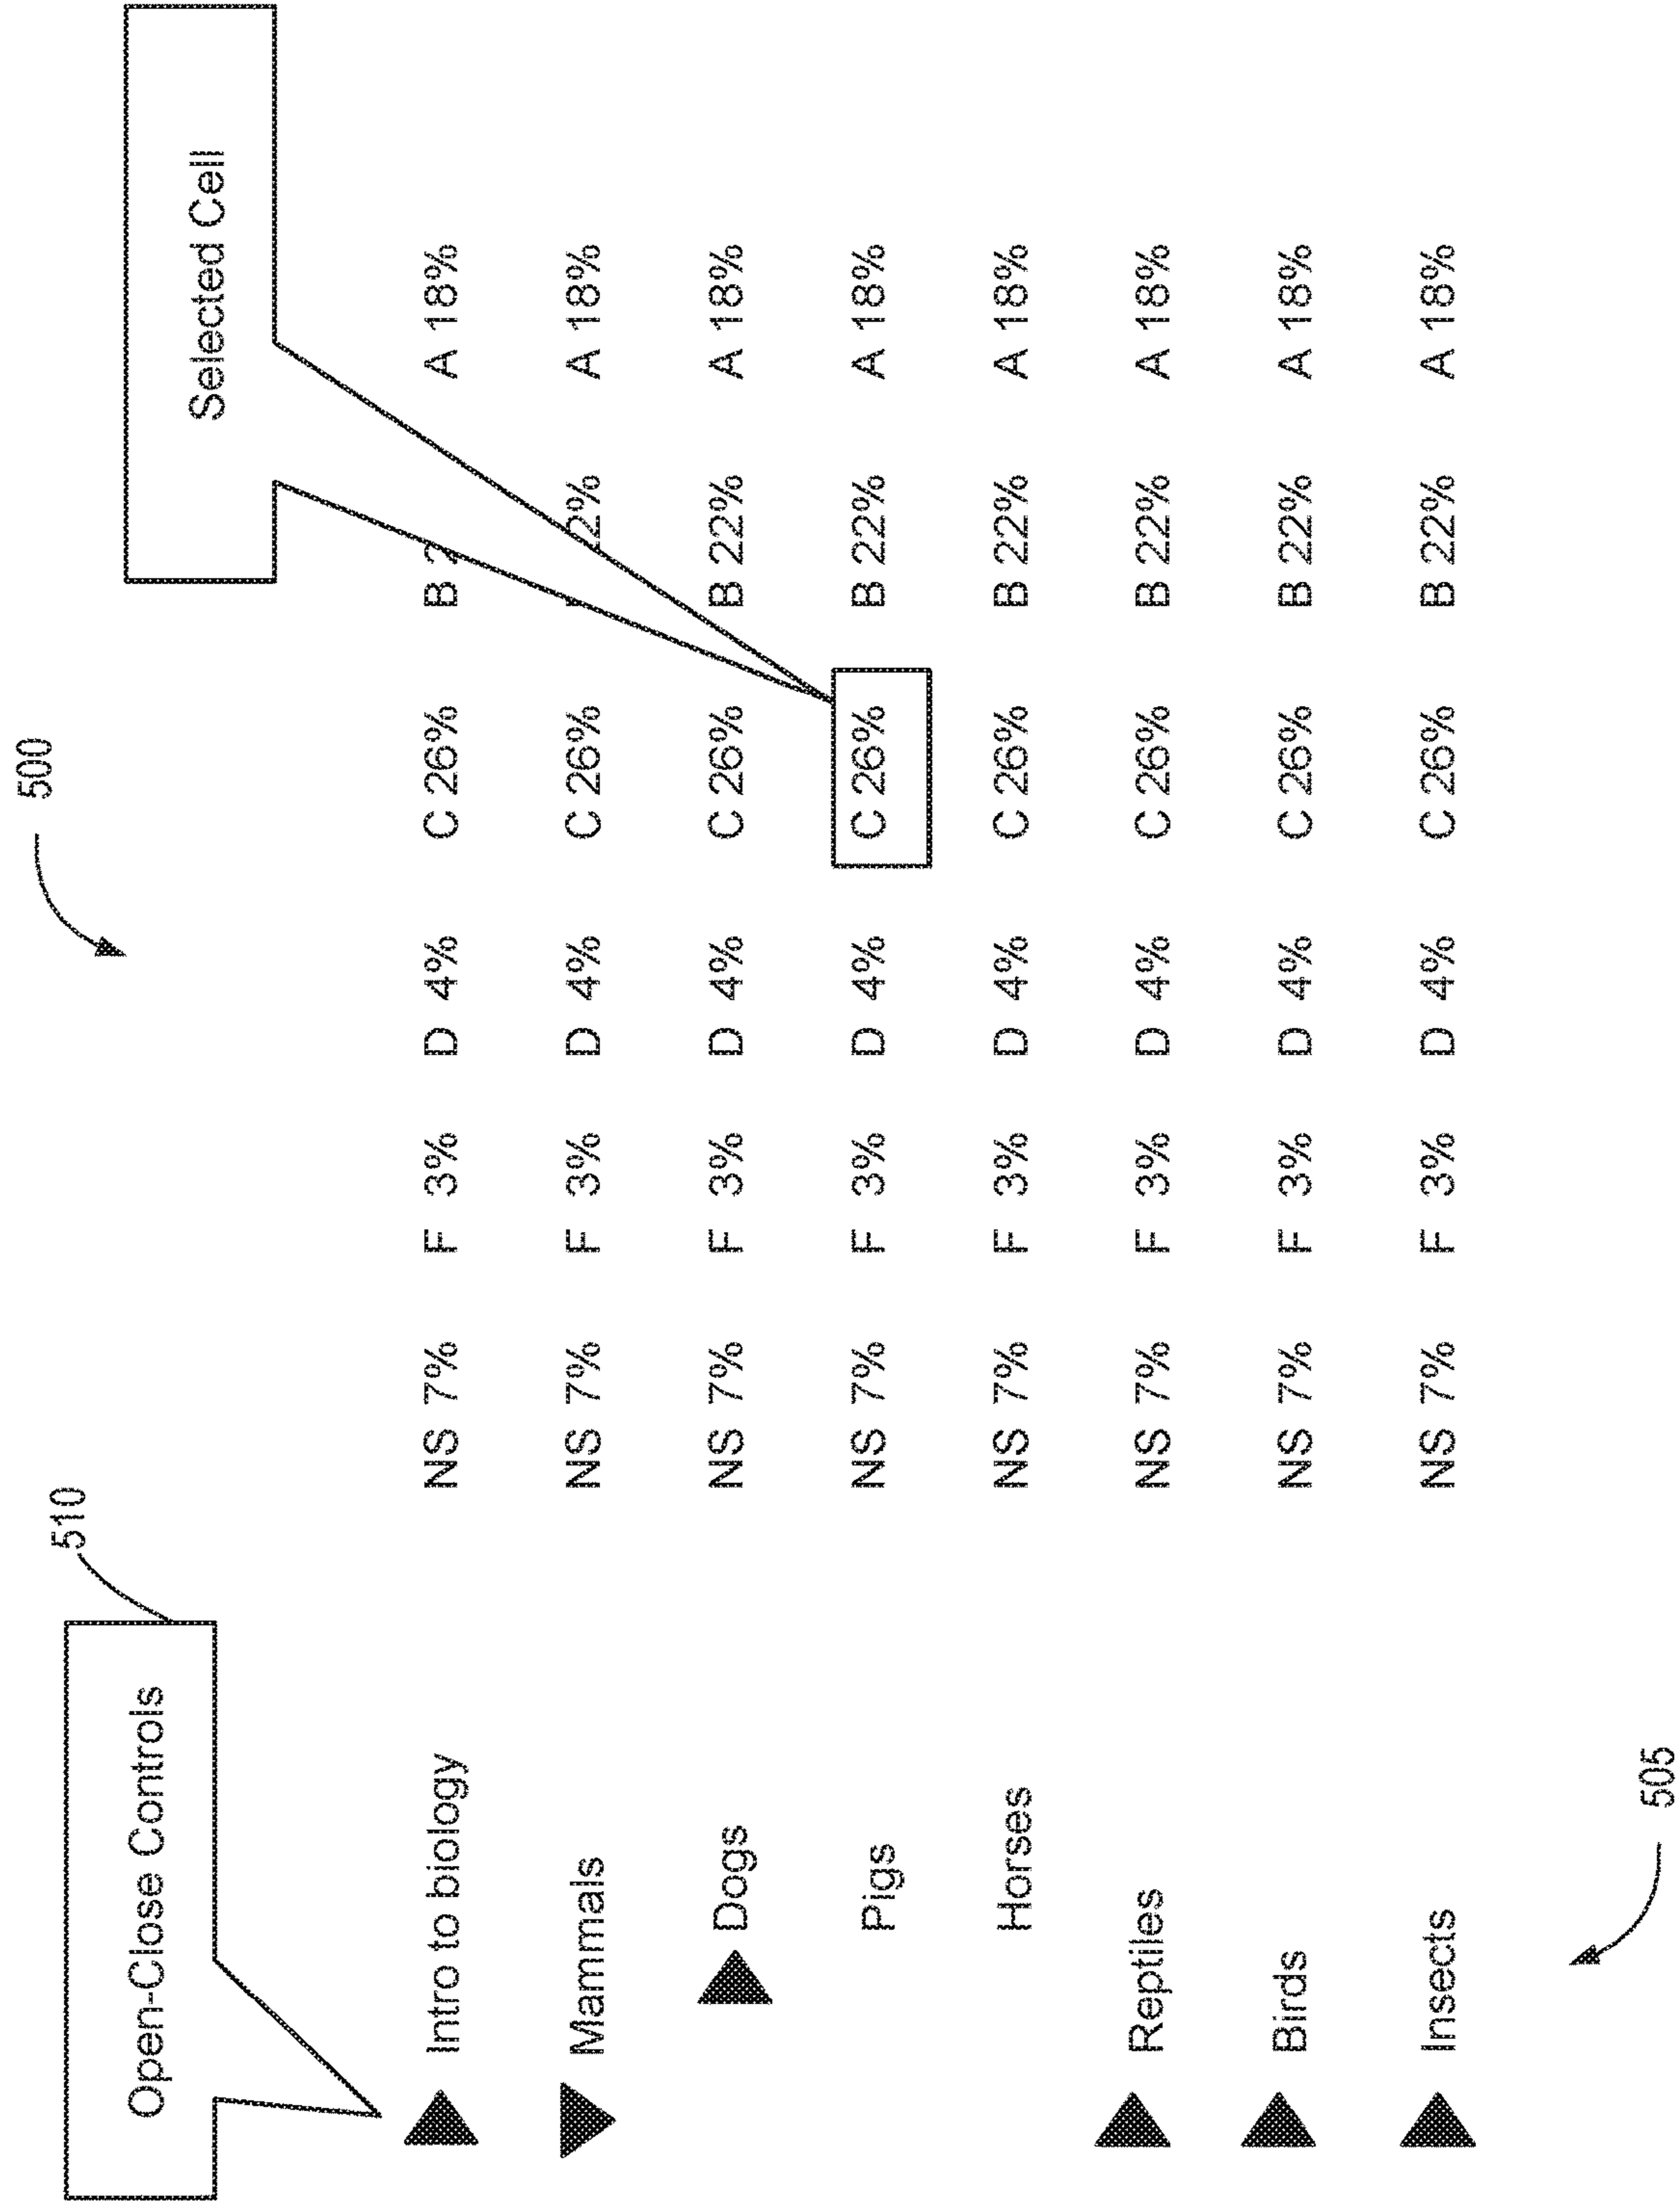 500
510
Open-Close Controls
Selected Cell
Intro to biology NS 7% F 3% D 4% C 26% B A 18%
Mammals NS 7% F 3% D 4% C 26% 22% A 18%
Dogs NS 7% F 3% D 4% C 26% B 22% A 18%
Pigs NS 7% F 3% D 4% C 26% B 22% A 18%
Horses NS 7% F 3% D 4% C 26% B 22% A 18%
Reptiles NS 7% F 3% D 4% C 26% B 22% A 18%
Birds NS 7% F 3% D 4% C 26% B 22% A 18%
Insects NS 7% F 3% D 4% C 26% B 22% A 18%
505